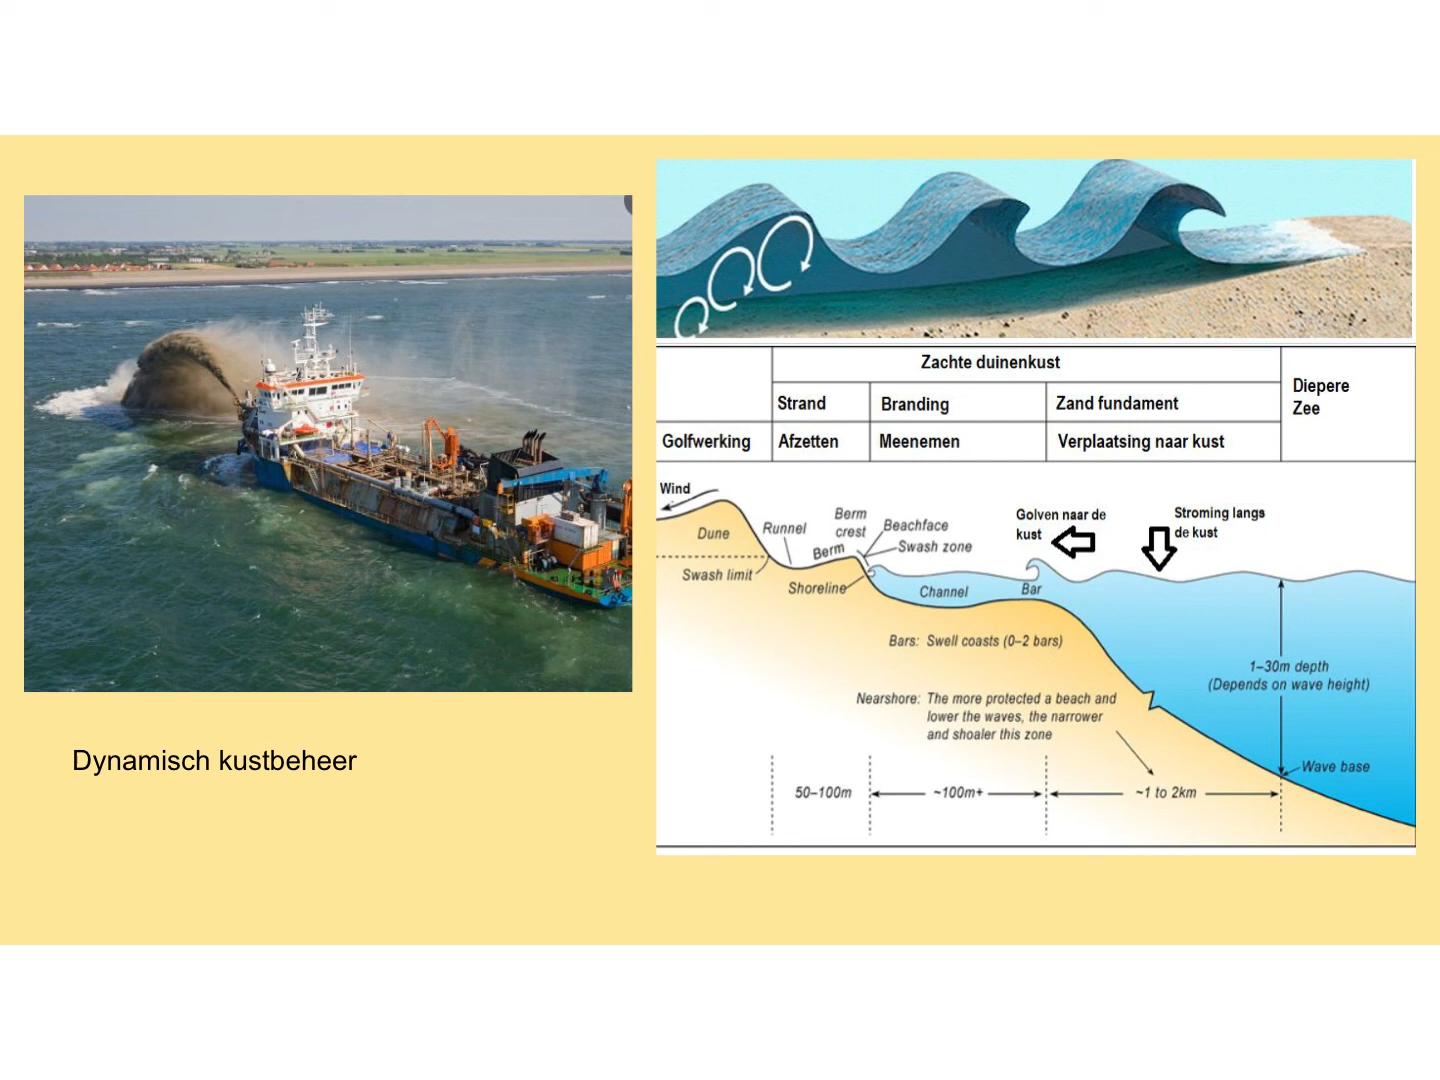 Dynamisch kustbeheer
Zachte duinenkust
Diepere
Zee
Strand
Branding
Zand fundament
Golfwerking
Afzetten
Meenemen
Verplaatsing naar kust
Wind
Dune
Runnel
Berm
crest
Beachface
Swash zone
Berm
Swash limit
Shoreline
Golven naar de
kust
Stroming langs
de kust
Channel
Bar
Bars: Swell coasts (0–2 bars)
1–30m depth
(Depends on wave height)
Nearshore: The more protected a beach and
lower the waves, the narrower
and shoaler this zone
Wave base
50–100m
~100m+
~1 to 2km